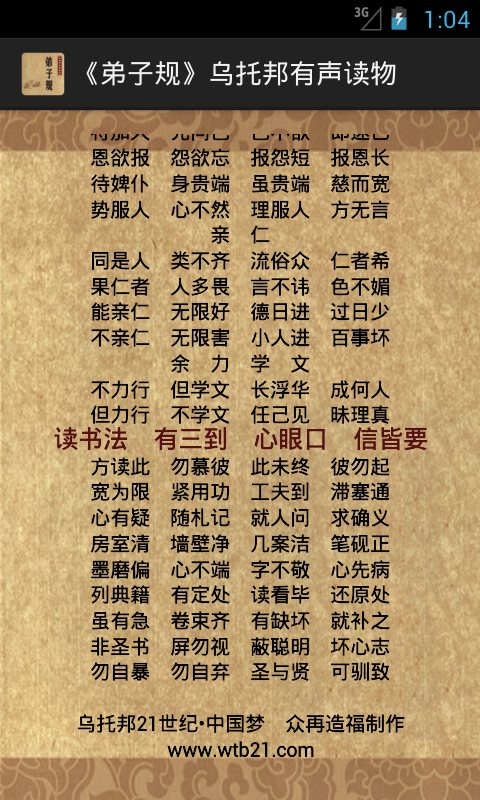 3G 1:04
弟子规 《弟子规》乌托邦有声读物
恩欲报 怨欲忘 报怨短 报恩长
待婢仆 身贵端 虽贵端 慈而宽
势服人 心不然 理服人 方无言
亲 仁
同是人 类不齐 流俗众 仁者希
果仁者 人多畏 言不讳 色不媚
能亲仁 无限好 德日进 过日少
不亲仁 无限害 小人进 百事坏
余 力 学 文
不力行 但学文 长浮华 成何人
但力行 不学文 任己见 昧理真
读书法 有三到 心眼口 信皆要
方读此 勿慕彼 此未终 彼勿起
宽为限 紧用功 工夫到 滞塞通
心有疑 随札记 就人问 求确义
房室清 墙壁净 几案洁 笔砚正
墨磨偏 心不端 字不敬 心先病
列典籍 有定处 读看毕 还原处
虽有急 卷束齐 有缺坏 就补之
非圣书 屏勿视 蔽聪明 坏心志
勿自暴 勿自弃 圣与贤 可驯致
乌托邦21世纪•中国梦 众再造福制作
www.wtb21.com